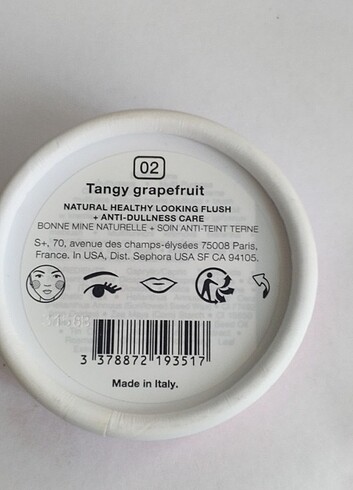 02
Tangy grapefruit
NATURAL HEALTHY LOOKING FLUSH
+ ANTI-DULLNESS CARE
BONNE MINE NATURELLE + SOIN ANTI-TEINT TERNE
S+, 70, avenue des champs-élysées 75008 Paris,
France. In USA, Dist. Sephora USA SF CA 94105.
3 378872 193517
Made in Italy.